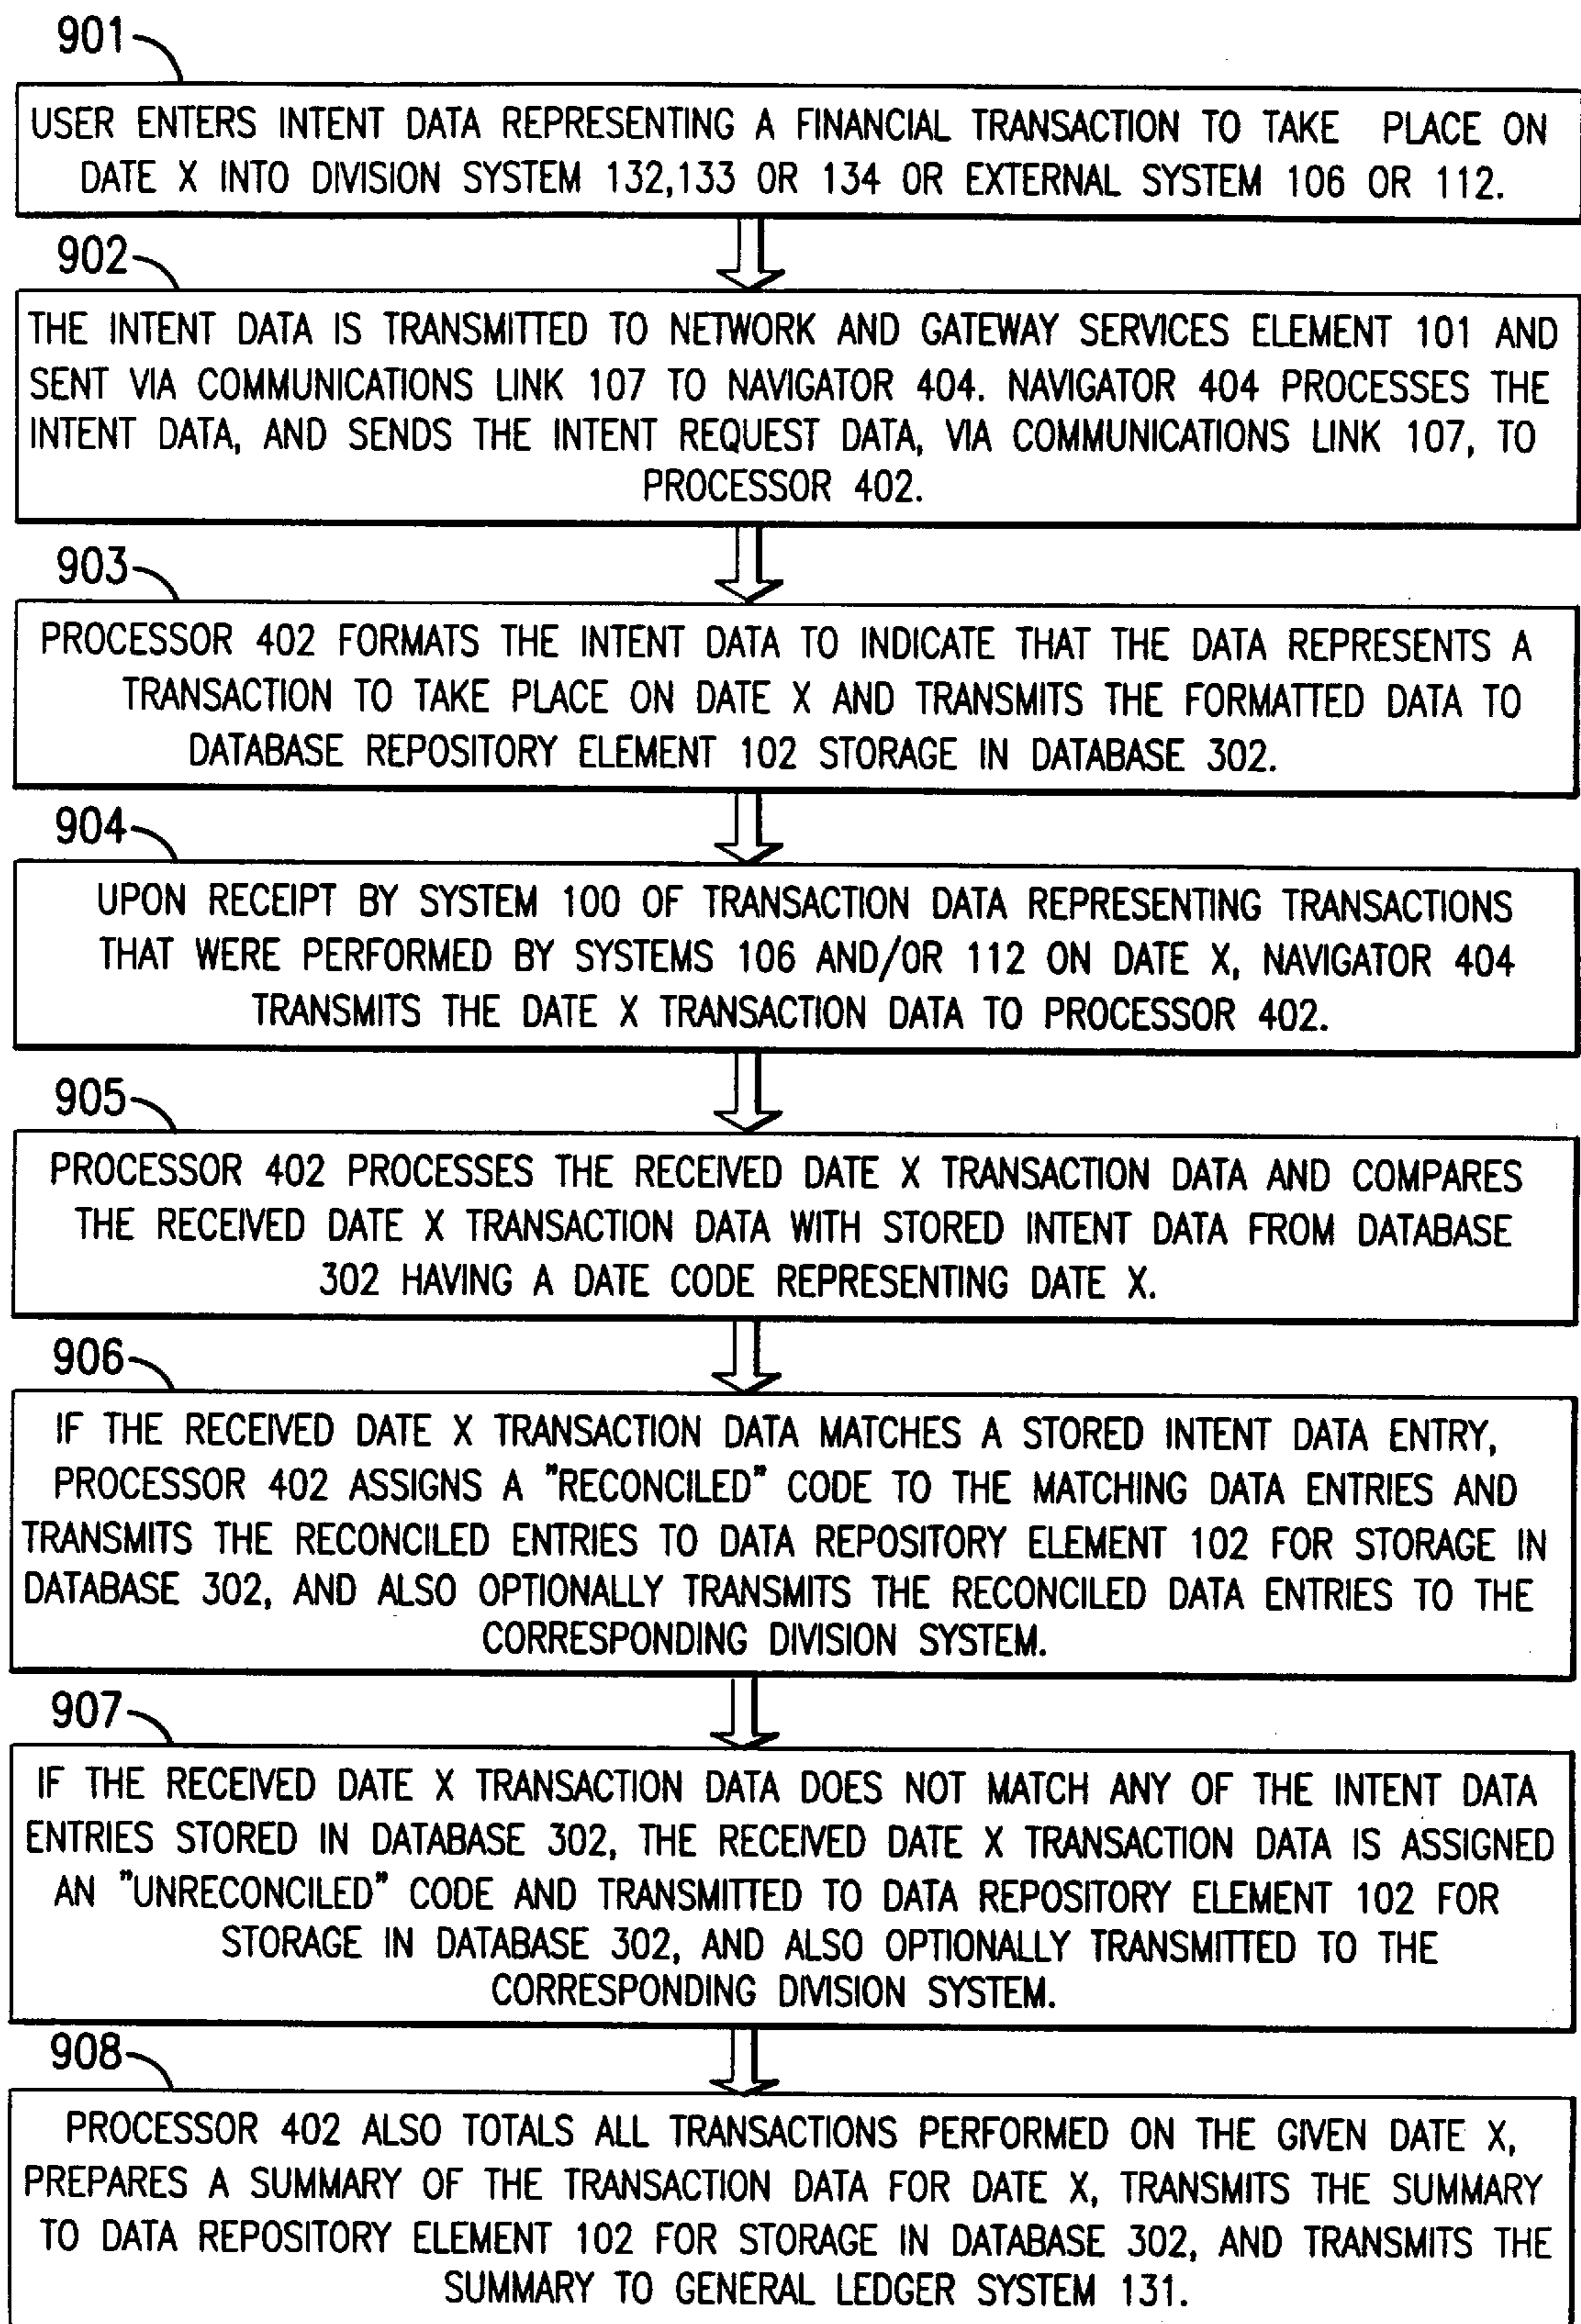 901
USER ENTERS INTENT DATA REPRESENTING A FINANCIAL TRANSACTION TO TAKE PLACE ON
DATE X INTO DIVISION SYSTEM 132,133 OR 134 OR EXTERNAL SYSTEM 106 OR 112.
902
THE INTENT DATA IS TRANSMITTED TO NETWORK AND GATEWAY SERVICES ELEMENT 101 AND
SENT VIA COMMUNICATIONS LINK 107 TO NAVIGATOR 404. NAVIGATOR 404 PROCESSES THE
INTENT DATA, AND SENDS THE INTENT REQUEST DATA, VIA COMMUNICATIONS LINK 107, TO
PROCESSOR 402.
903
PROCESSOR 402 FORMATS THE INTENT DATA TO INDICATE THAT THE DATA REPRESENTS A
TRANSACTION TO TAKE PLACE ON DATE X AND TRANSMITS THE FORMATTED DATA TO
DATABASE REPOSITORY ELEMENT 102 STORAGE IN DATABASE 302.
904
UPON RECEIPT BY SYSTEM 100 OF TRANSACTION DATA REPRESENTING TRANSACTIONS
THAT WERE PERFORMED BY SYSTEMS 106 AND/OR 112 ON DATE X, NAVIGATOR 404
TRANSMITS THE DATE X TRANSACTION DATA TO PROCESSOR 402.
905
PROCESSOR 402 PROCESSES THE RECEIVED DATE X TRANSACTION DATA AND COMPARES
THE RECEIVED DATE X TRANSACTION DATA WITH STORED INTENT DATA FROM DATABASE
302 HAVING A DATE CODE REPRESENTING DATE X.
906
IF THE RECEIVED DATE X TRANSACTION DATA MATCHES A STORED INTENT DATA ENTRY,
PROCESSOR 402 ASSIGNS A "RECONCILED" CODE TO THE MATCHING DATA ENTRIES AND
TRANSMITS THE RECONCILED ENTRIES TO DATA REPOSITORY ELEMENT 102 FOR STORAGE IN
DATABASE 302, AND ALSO OPTIONALLY TRANSMITS THE RECONCILED DATA ENTRIES TO THE
CORRESPONDING DIVISION SYSTEM.
907
IF THE RECEIVED DATE X TRANSACTION DATA DOES NOT MATCH ANY OF THE INTENT DATA
ENTRIES STORED IN DATABASE 302, THE RECEIVED DATE X TRANSACTION DATA IS ASSIGNED
AN "UNRECONCILED" CODE AND TRANSMITTED TO DATA REPOSITORY ELEMENT 102 FOR
STORAGE IN DATABASE 302, AND ALSO OPTIONALLY TRANSMITTED TO THE
CORRESPONDING DIVISION SYSTEM.
908
PROCESSOR 402 ALSO TOTALS ALL TRANSACTIONS PERFORMED ON THE GIVEN DATE X,
PREPARES A SUMMARY OF THE TRANSACTION DATA FOR DATE X, TRANSMITS THE SUMMARY
TO DATA REPOSITORY ELEMENT 102 FOR STORAGE IN DATABASE 302, AND TRANSMITS THE
SUMMARY TO GENERAL LEDGER SYSTEM 131.